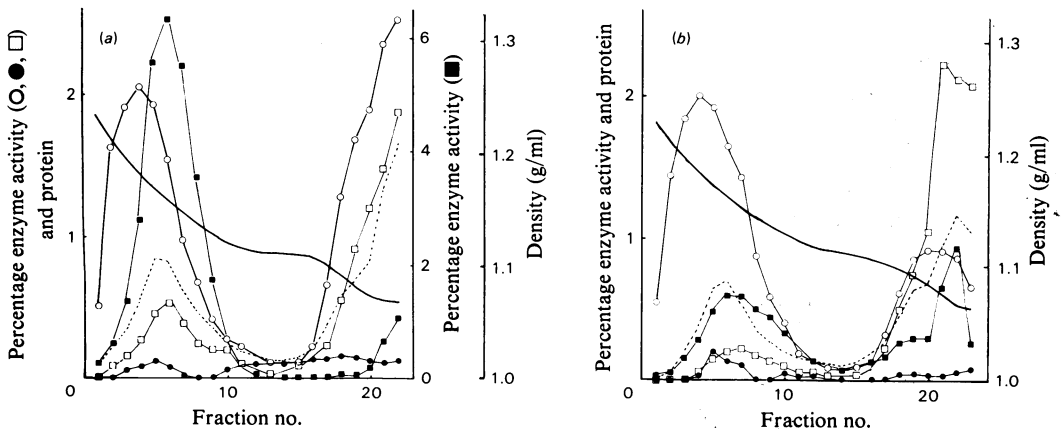 Percentage enzyme activity (○, ●, □)
and protein
(a)
2
1
0
0
10
20
Fraction no.
6
4
2
0
Percentage enzyme activity (■)
1.3
1.2
1.1
1.0
Density (g/ml)
Percentage enzyme activity and protein
(b)
2
1
0
0
10
20
Fraction no.
1.3
1.2
1.1
1.0
Density (g/ml)